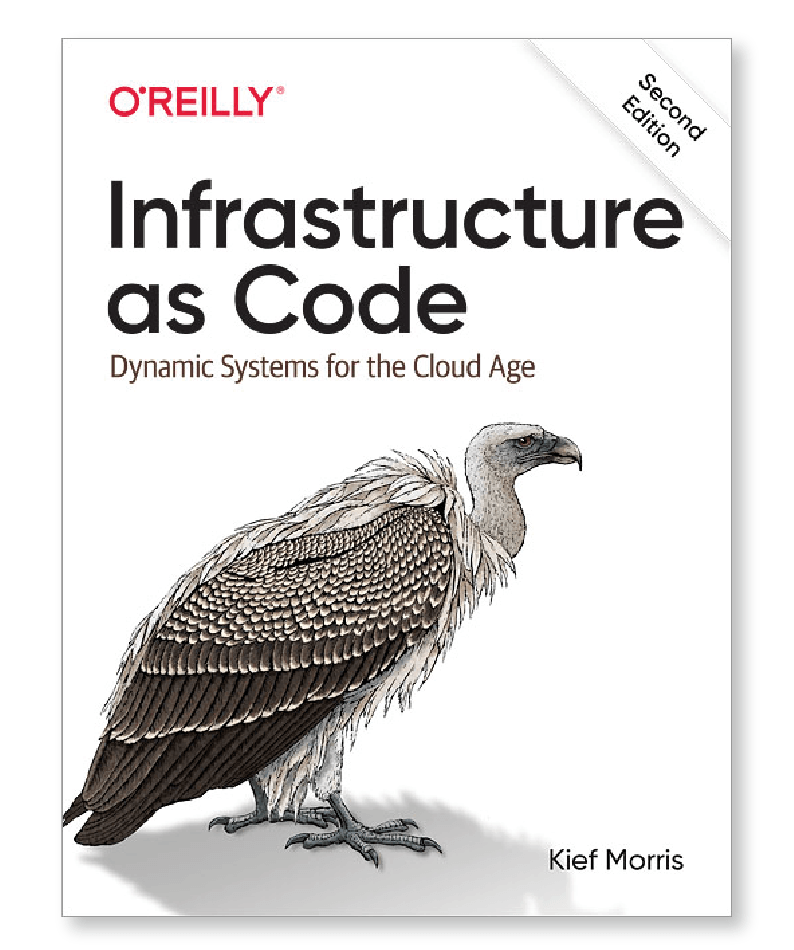 O'REILLY®
Second
Edition
Infrastructure
as Code
Dynamic Systems for the Cloud Age
Kief Morris